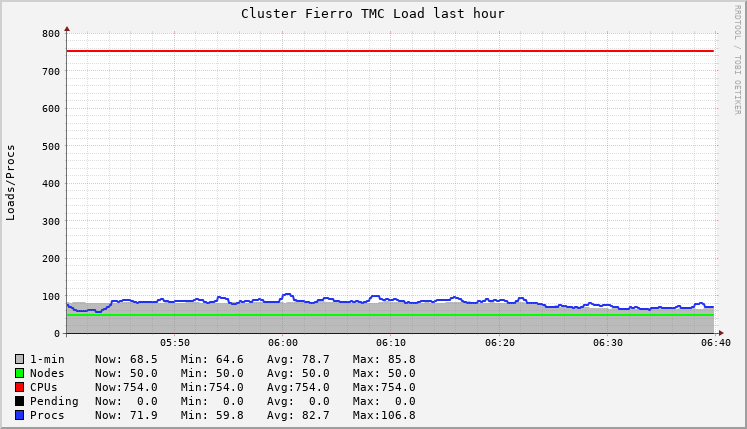 Cluster Fierro TMC Load last hour
RRDTOOL / TOBI OETIKER
Loads/Procs
800
700
600
500
400
300
200
100
0
05:50 06:00 06:10 06:20 06:30 06:40
1-min Now: 68.5 Min: 64.6 Avg: 78.7 Max: 85.8
Nodes Now: 50.0 Min: 50.0 Avg: 50.0 Max: 50.0
CPUs Now:754.0 Min:754.0 Avg:754.0 Max:754.0
Pending Now: 0.0 Min: 0.0 Avg: 0.0 Max: 0.0
Procs Now: 71.9 Min: 59.8 Avg: 82.7 Max:106.8